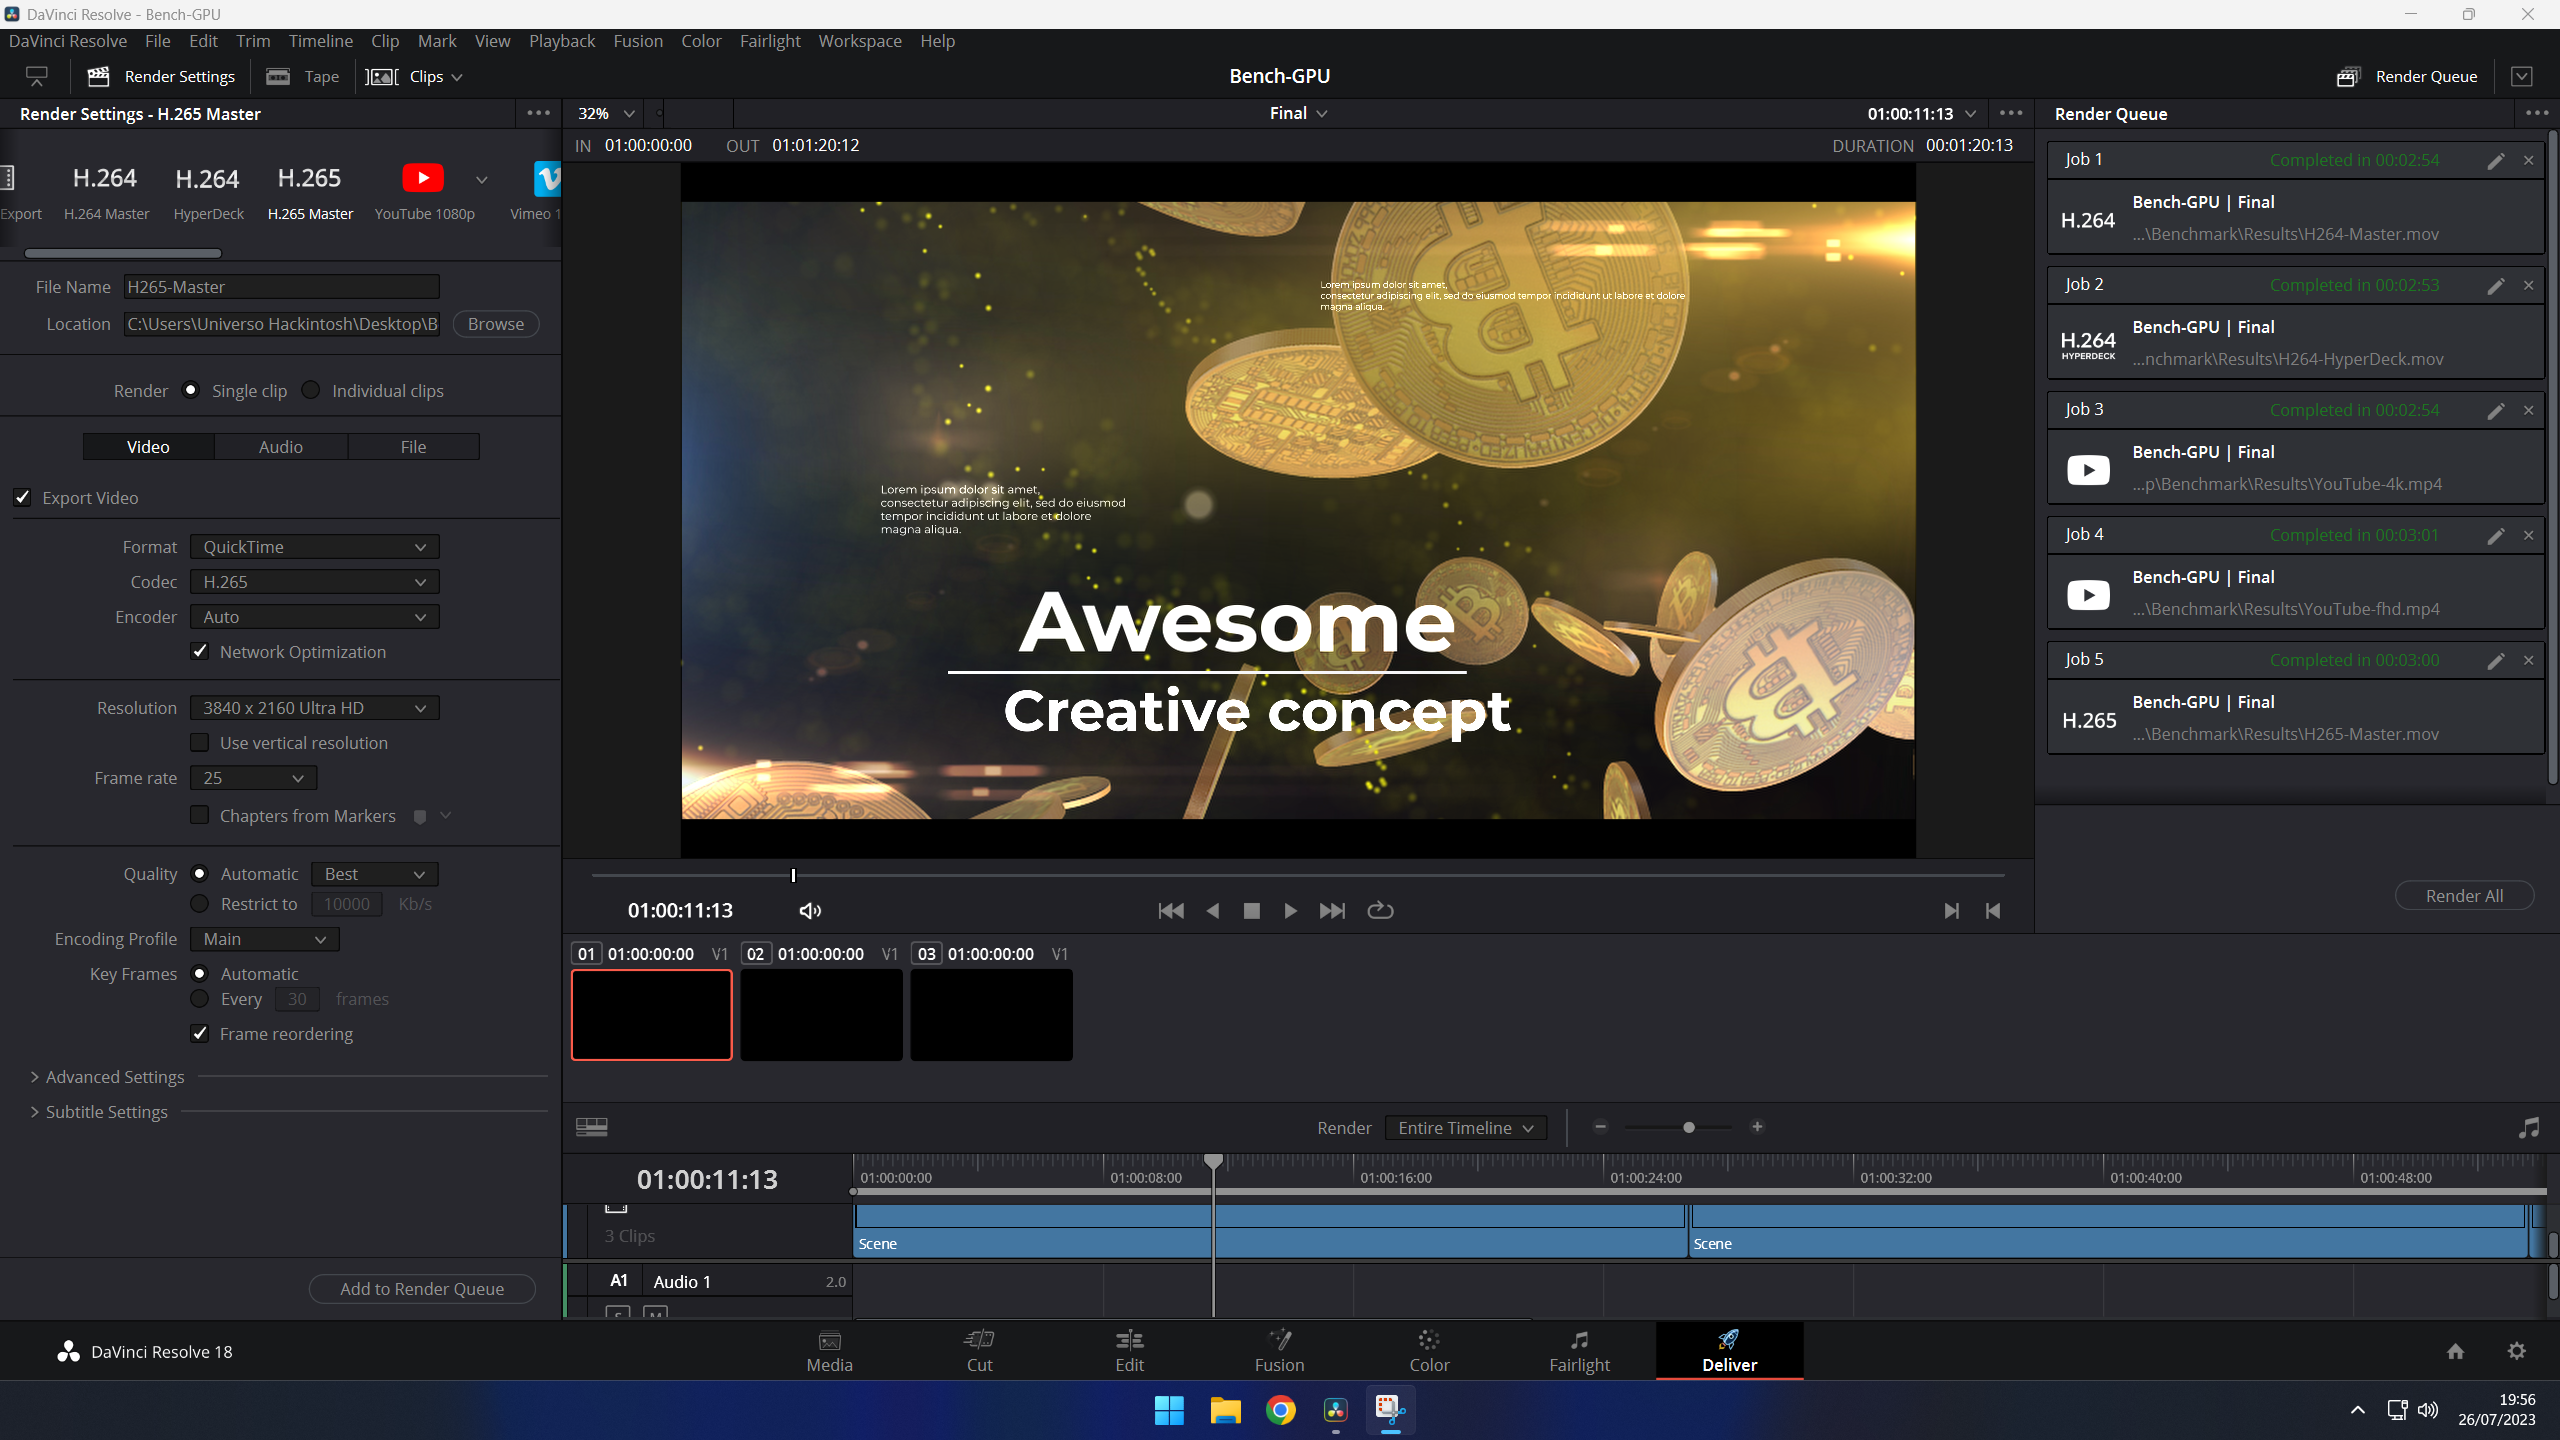 DaVinci Resolve - Bench-GPU
DaVinci Resolve File Edit Trim Timeline Clip Mark View Playback Fusion Color Fairlight Workspace Help
Render Settings Tape Clips Bench-GPU Render Queue
Render Settings - H.265 Master
32% Final 01:00:11:13
Render Queue
IN 01:00:00:00 OUT 01:01:20:12 DURATION 00:01:20:13
H.264 H.264 H.265
Export H.264 Master HyperDeck H.265 Master YouTube 1080p Vimeo 1
File Name H265-Master
Location C:\Users\Universo Hackintosh\Desktop\B Browse
Render Single clip Individual clips
Video Audio File
Export Video
Format QuickTime
Codec H.265
Encoder Auto
Network Optimization
Resolution 3840 x 2160 Ultra HD
Use vertical resolution
Frame rate 25
Chapters from Markers
Quality Automatic Best
Restrict to 10000 Kb/s
Encoding Profile Main
Key Frames Automatic
Every 30 frames
Frame reordering
Advanced Settings
Subtitle Settings
Add to Render Queue
Lorem ipsum dolor sit amet,
consectetur adipiscing elit, sed do eiusmod tempor incididunt ut labore et dolore
magna aliqua.
Lorem ipsum dolor sit amet,
consectetur adipiscing elit, sed do eiusmod
tempor incididunt ut labore et dolore
magna aliqua.
Awesome
Creative concept
01:00:11:13
01 01:00:00:00 V1 02 01:00:00:00 V1 03 01:00:00:00 V1
Job 1 Completed in 00:02:54
Bench-GPU | Final
H.264
...\Benchmark\Results\H264-Master.mov
Job 2 Completed in 00:02:53
Bench-GPU | Final
H.264
HYPERDECK
...nchmark\Results\H264-HyperDeck.mov
Job 3 Completed in 00:02:54
Bench-GPU | Final
...p\Benchmark\Results\YouTube-4k.mp4
Job 4 Completed in 00:03:01
Bench-GPU | Final
...\Benchmark\Results\YouTube-fhd.mp4
Job 5 Completed in 00:03:00
Bench-GPU | Final
H.265
...\Benchmark\Results\H265-Master.mov
Render All
Render Entire Timeline
01:00:11:13 01:00:00:00 01:00:08:00 01:00:16:00 01:00:24:00 01:00:32:00 01:00:40:00 01:00:48:00
3 Clips
Scene Scene
A1 Audio 1 2.0
S M
DaVinci Resolve 18
Media Cut Edit Fusion Color Fairlight Deliver
19:56
26/07/2023